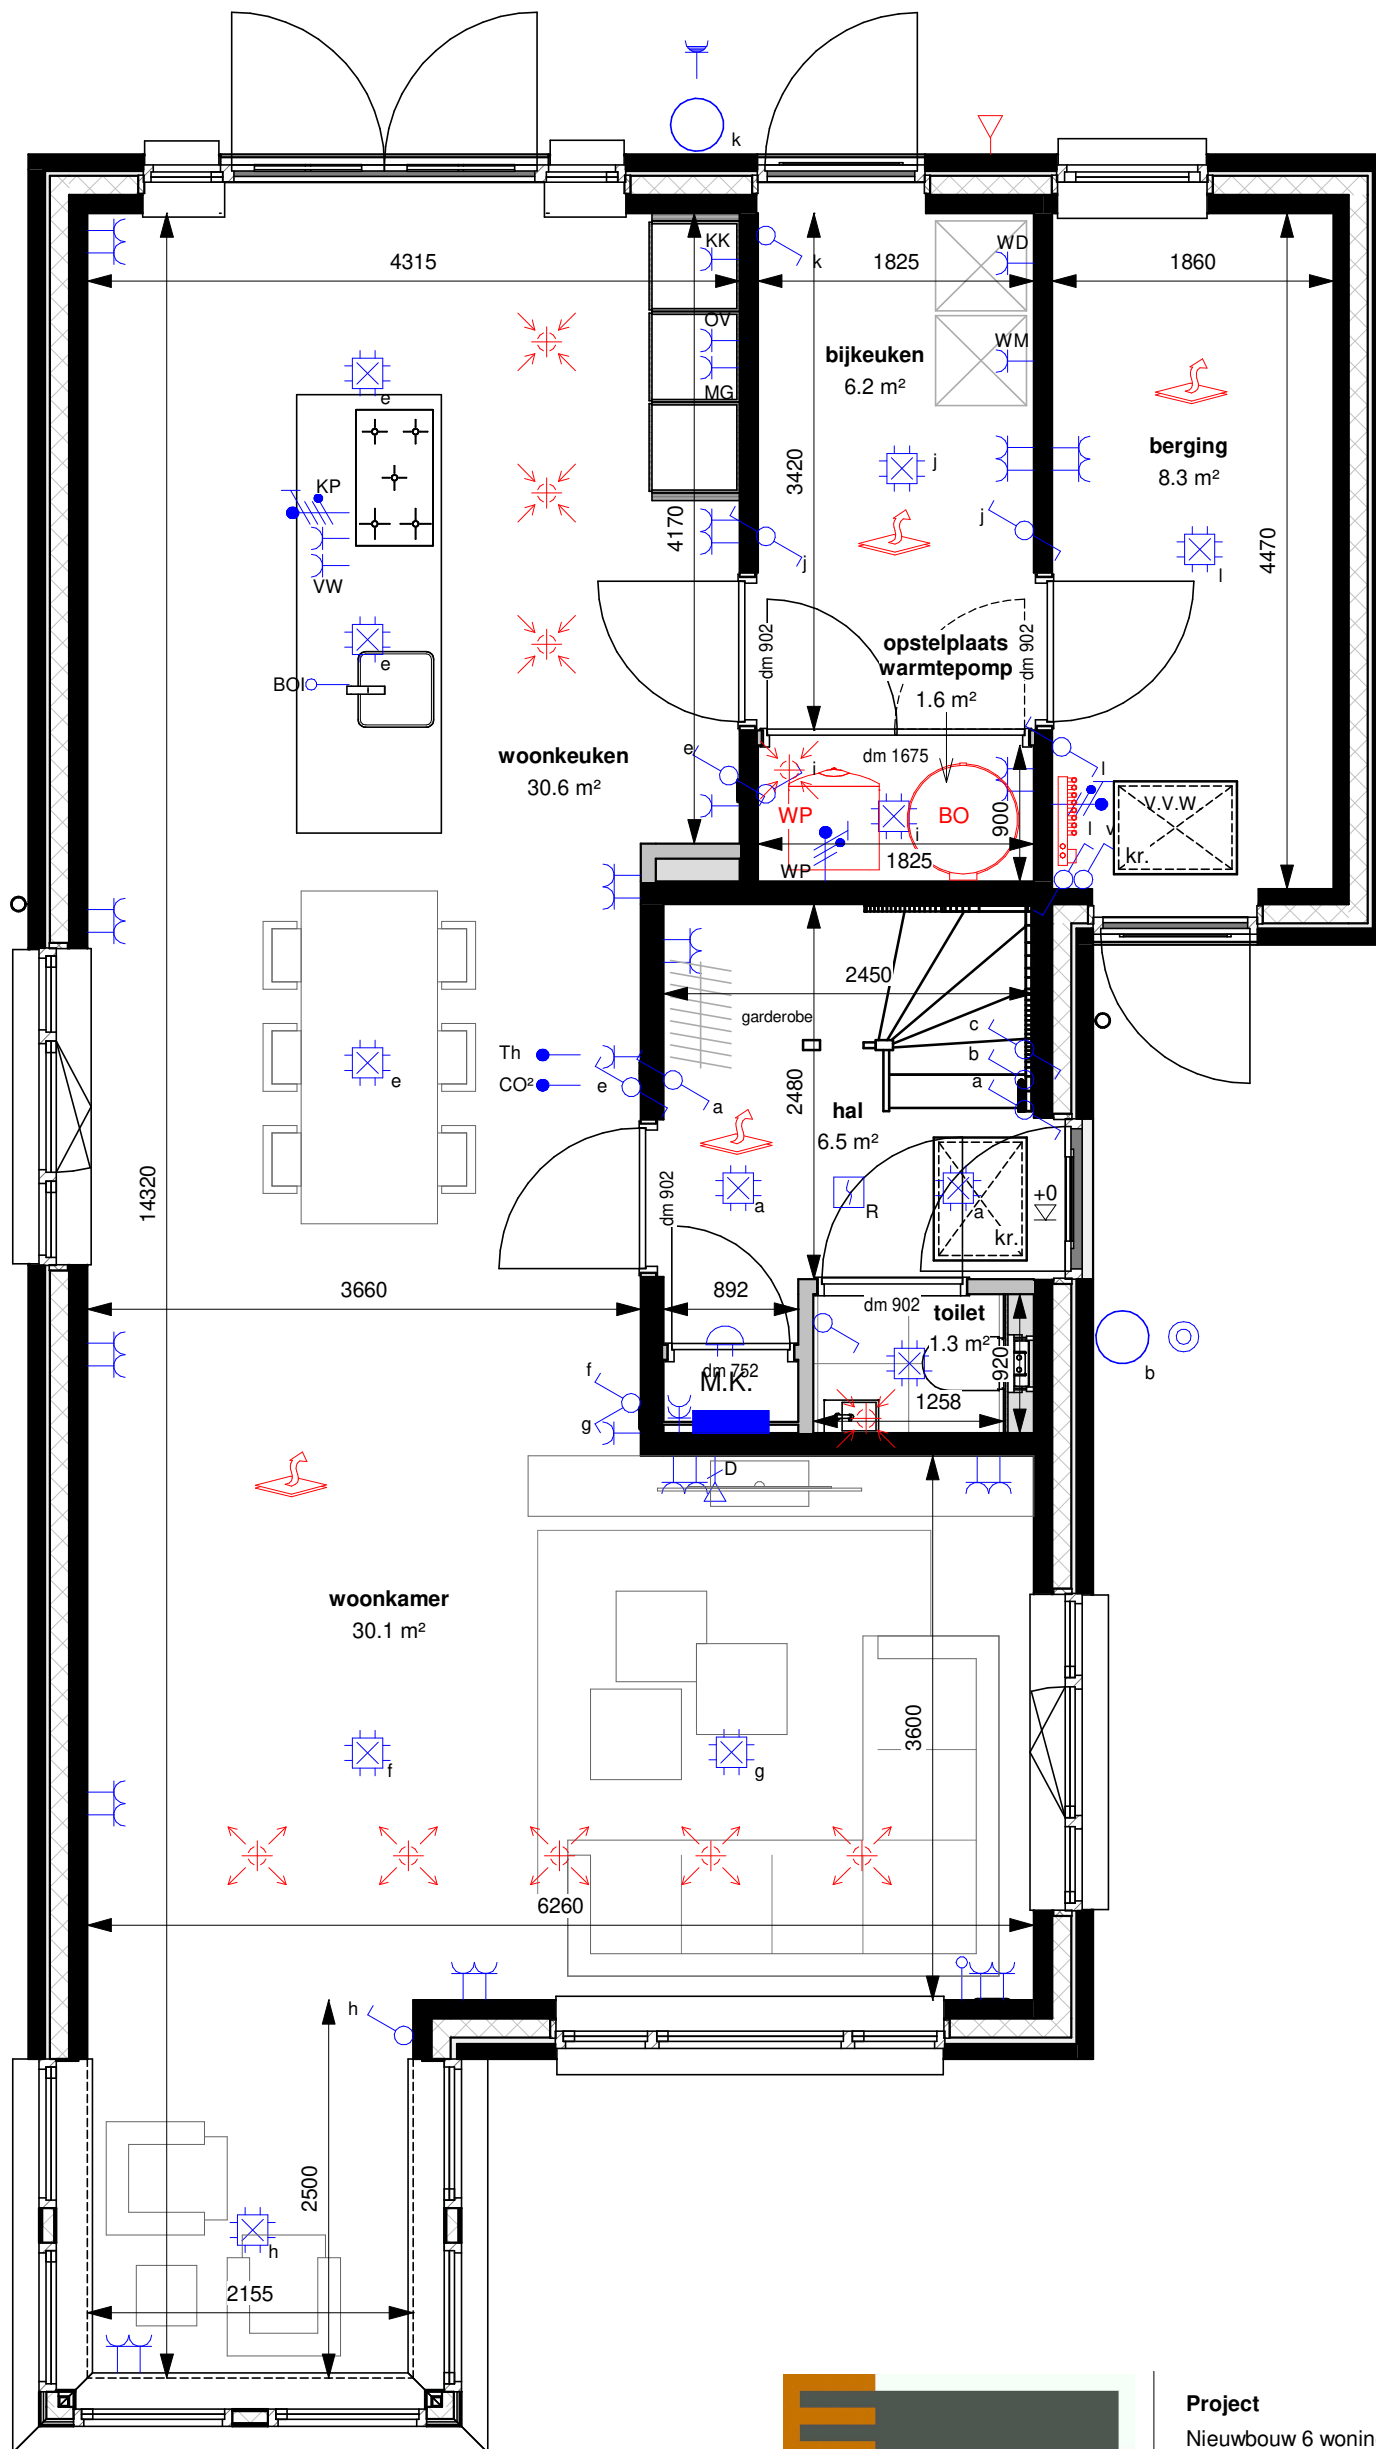 k
KK
k
WD
4315
1825
1860
OV
WM
bijkeuken
6.2 m²
e
MG
berging
8.3 m²
j
3420
KP
4170
j
4470
j
l
VW
dm 902
opstelplaats
warmtepomp
1.6 m²
dm 902
e
BOI
woonkeuken
30.6 m²
e
i
dm 1675
l
WP
BO
900
V.V.W
i
l
v
kr.
WP
1825
2450
garderobe
c
Th
b
CO²
e
a
a
2480
hal
6.5 m²
e
14320
dm 902
a
R
a
+0
kr.
3660
892
dm 902
toilet
1.3 m²
920
f
dm 752
M.K.
1258
b
g
D
woonkamer
30.1 m²
3600
f
g
6260
h
2500
h
2155
Project
Nieuwbouw 6 wonin